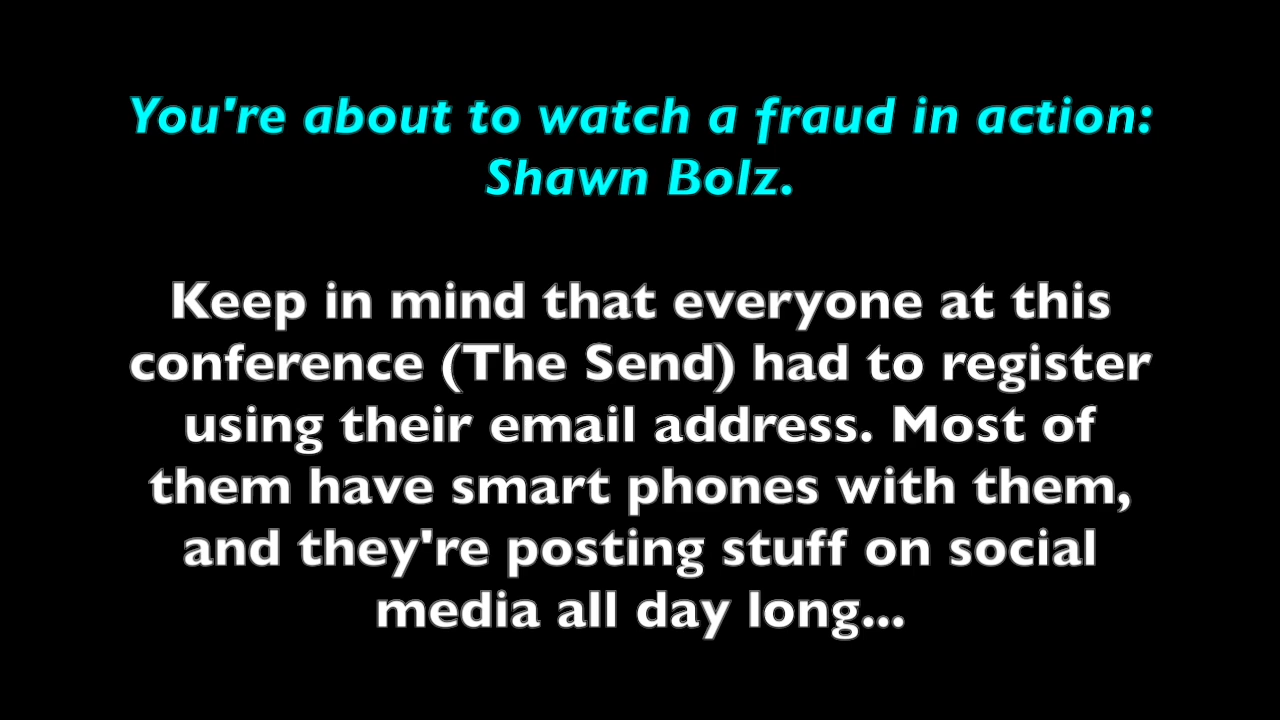 You're about to watch a fraud in action:
Shawn Bolz.
Keep in mind that everyone at this
conference (The Send) had to register
using their email address. Most of
them have smart phones with them,
and they're posting stuff on social
media all day long...